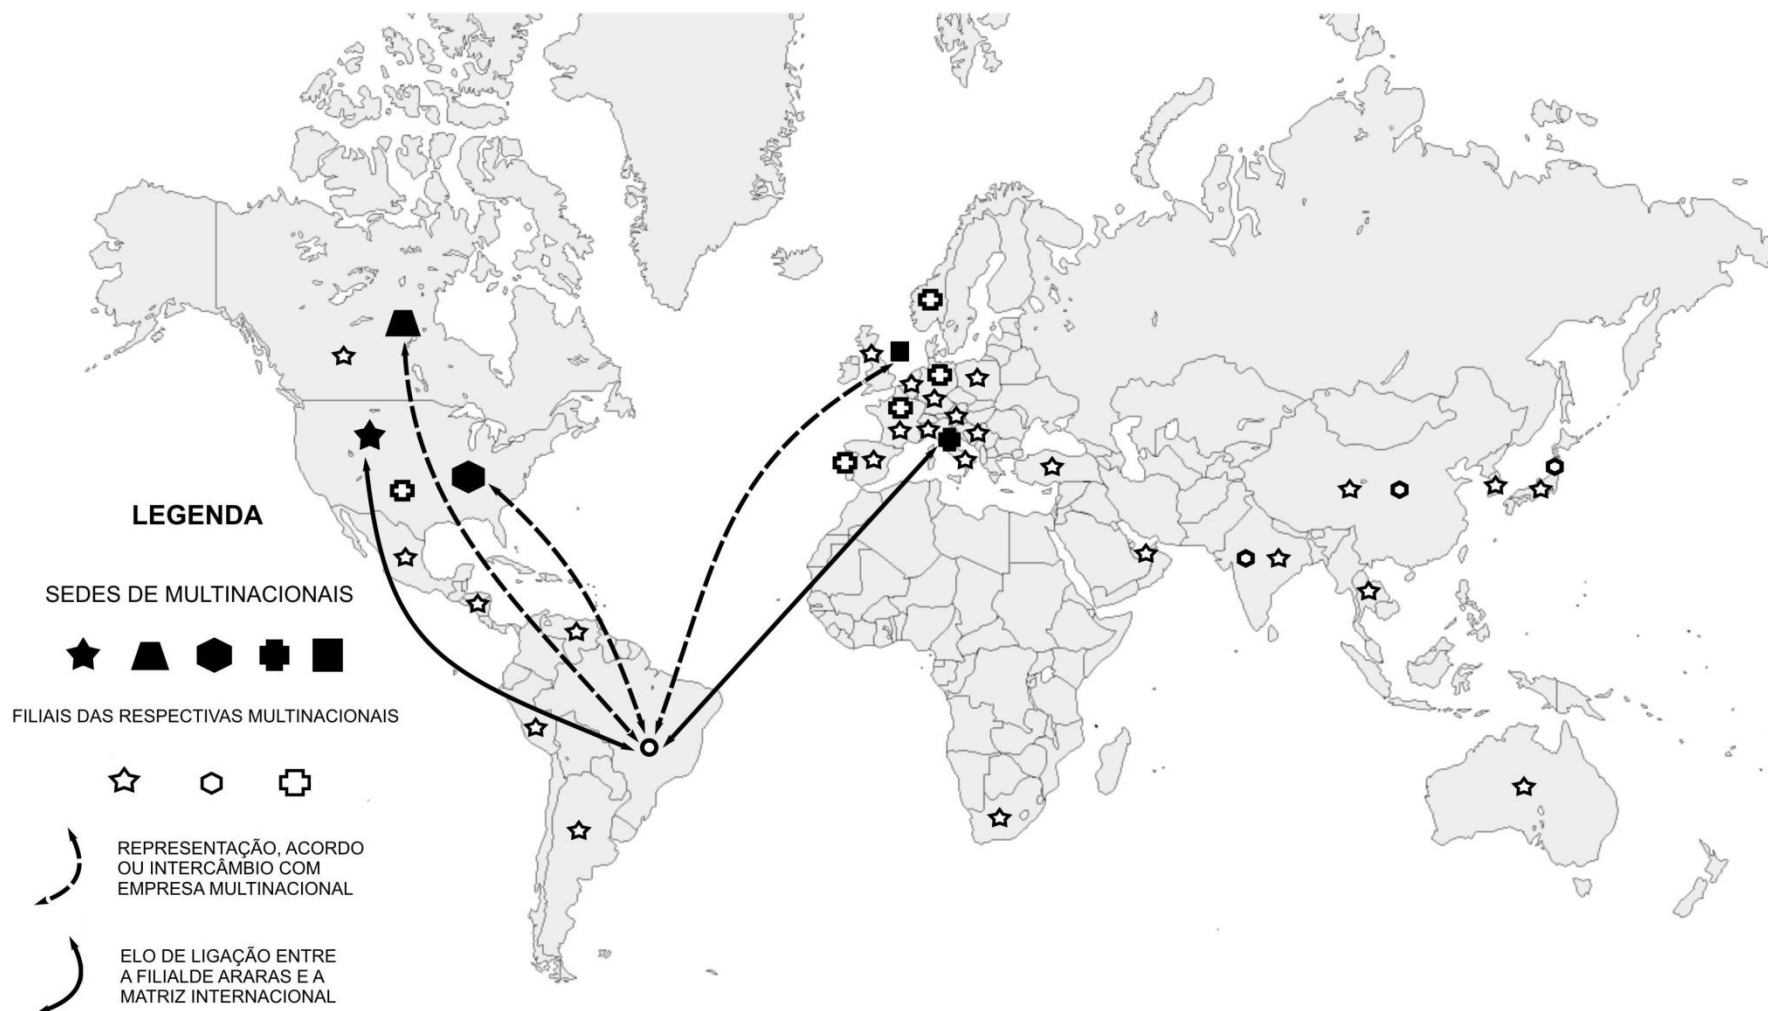 LEGENDA
SEDES DE MULTINACIONAIS
FILIAIS DAS RESPECTIVAS MULTINACIONAIS
REPRESENTAÇÃO, ACORDO
OU INTERCÂMBIO COM
EMPRESA MULTINACIONAL
ELO DE LIGAÇÃO ENTRE
A FILIALDE ARARAS E A
MATRIZ INTERNACIONAL